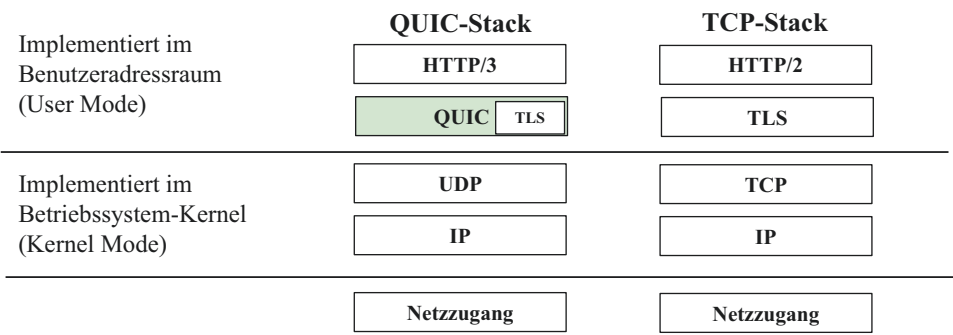 QUIC-Stack TCP-Stack
Implementiert im
Benutzeradressraum
(User Mode)
HTTP/3 HTTP/2
QUIC TLS TLS
Implementiert im
Betriebssystem-Kernel
(Kernel Mode)
UDP TCP
IP IP
Netzzugang Netzzugang